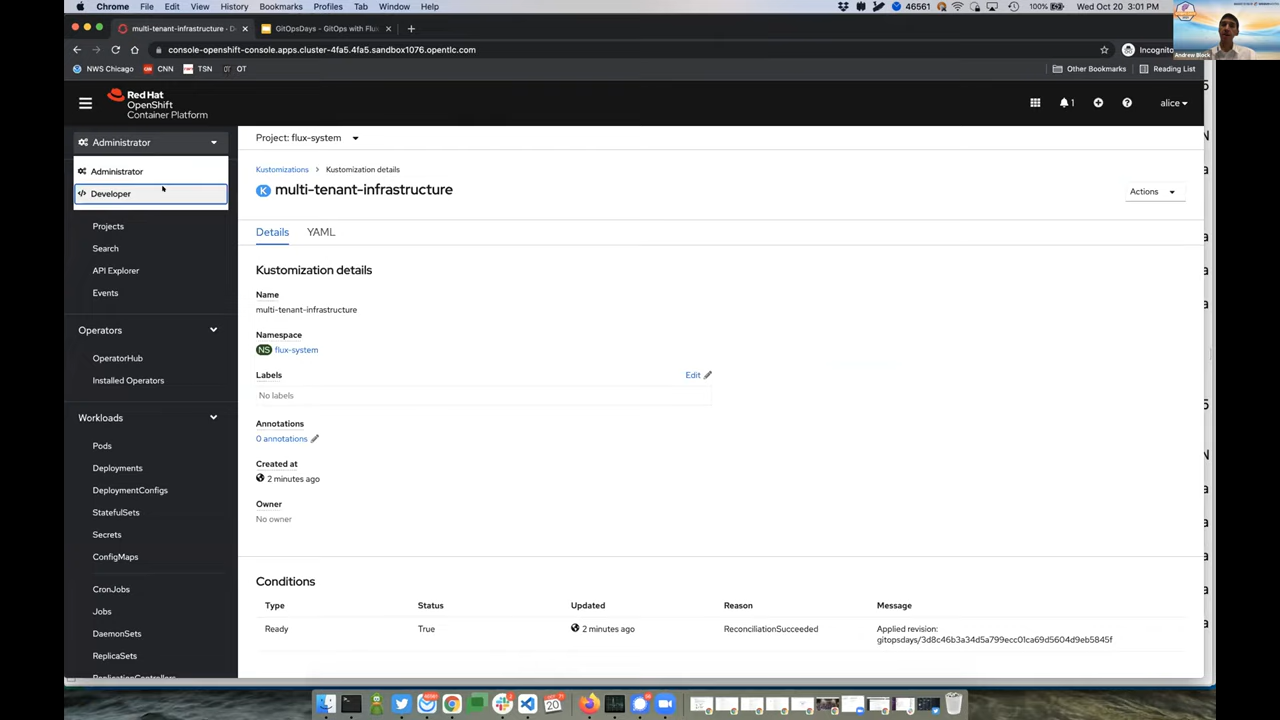 Chrome File Edit View History Bookmarks Profiles Tab Window Help
46561 100% Wed Oct 20 3:01 PM
multi-tenant-infrastructure · D
GitOpsDays - GitOps with Flux
console-openshift-console.apps.cluster-4fa5.4fa5.sandbox1076.opentlc.com
Incognito
NWS Chicago CNN TSN OT
Other Bookmarks Reading List
Andrew Block
Red Hat
OpenShift
Container Platform
1
alice
Administrator
Administrator
Developer
Projects
Search
API Explorer
Events
Operators
OperatorHub
Installed Operators
Workloads
Pods
Deployments
DeploymentConfigs
StatefulSets
Secrets
ConfigMaps
CronJobs
Jobs
DaemonSets
ReplicaSets
ReplicationControllers
Project: flux-system
Kustomizations > Kustomization details
K multi-tenant-infrastructure
Actions
Details YAML
Kustomization details
Name
multi-tenant-infrastructure
Namespace
NS flux-system
Labels
Edit
No labels
Annotations
0 annotations
Created at
2 minutes ago
Owner
No owner
Conditions
Type Status Updated Reason Message
Ready True 2 minutes ago ReconciliationSucceeded Applied revision:
gitopsdays/3d8c46b3a34d5a799ecc01ca69d5604d9eb5845f
20